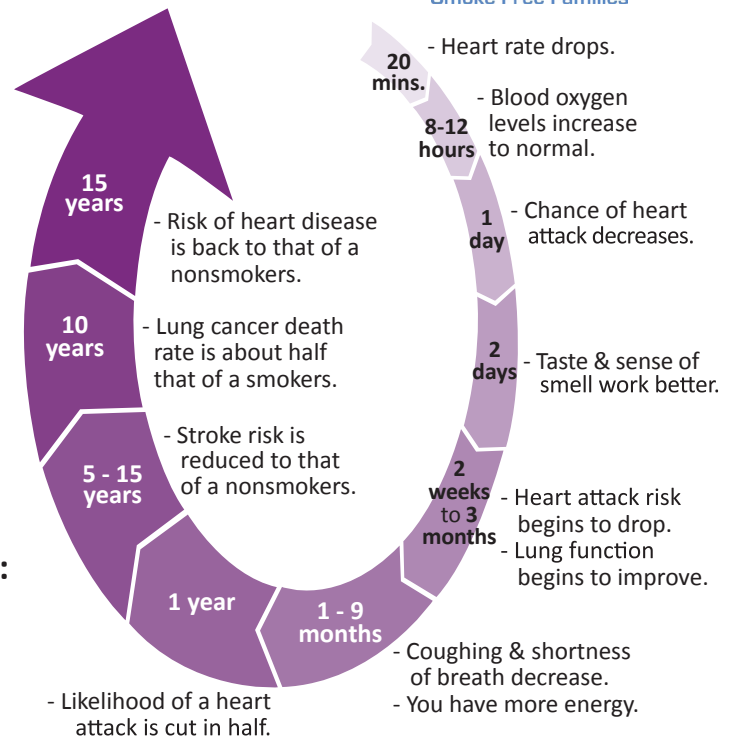 Smoke Free Families
20
mins.
- Heart rate drops.
8-12
hours
- Blood oxygen
levels increase
to normal.
1
day
- Chance of heart
attack decreases.
2
days
- Taste & sense of
smell work better.
2
weeks
to 3
months
- Heart attack risk
begins to drop.
- Lung function
begins to improve.
1 - 9
months
- Coughing & shortness
of breath decrease.
- You have more energy.
1 year
- Likelihood of a heart
attack is cut in half.
5 - 15
years
- Stroke risk is
reduced to that
of a nonsmokers.
10
years
- Lung cancer death
rate is about half
that of a smokers.
15
years
- Risk of heart disease
is back to that of a
nonsmokers.
: